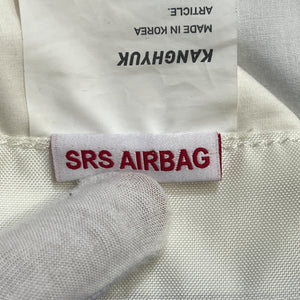 KANGHYUK
MADE IN KOREA
ARTICLE.
SRS AIRBAG